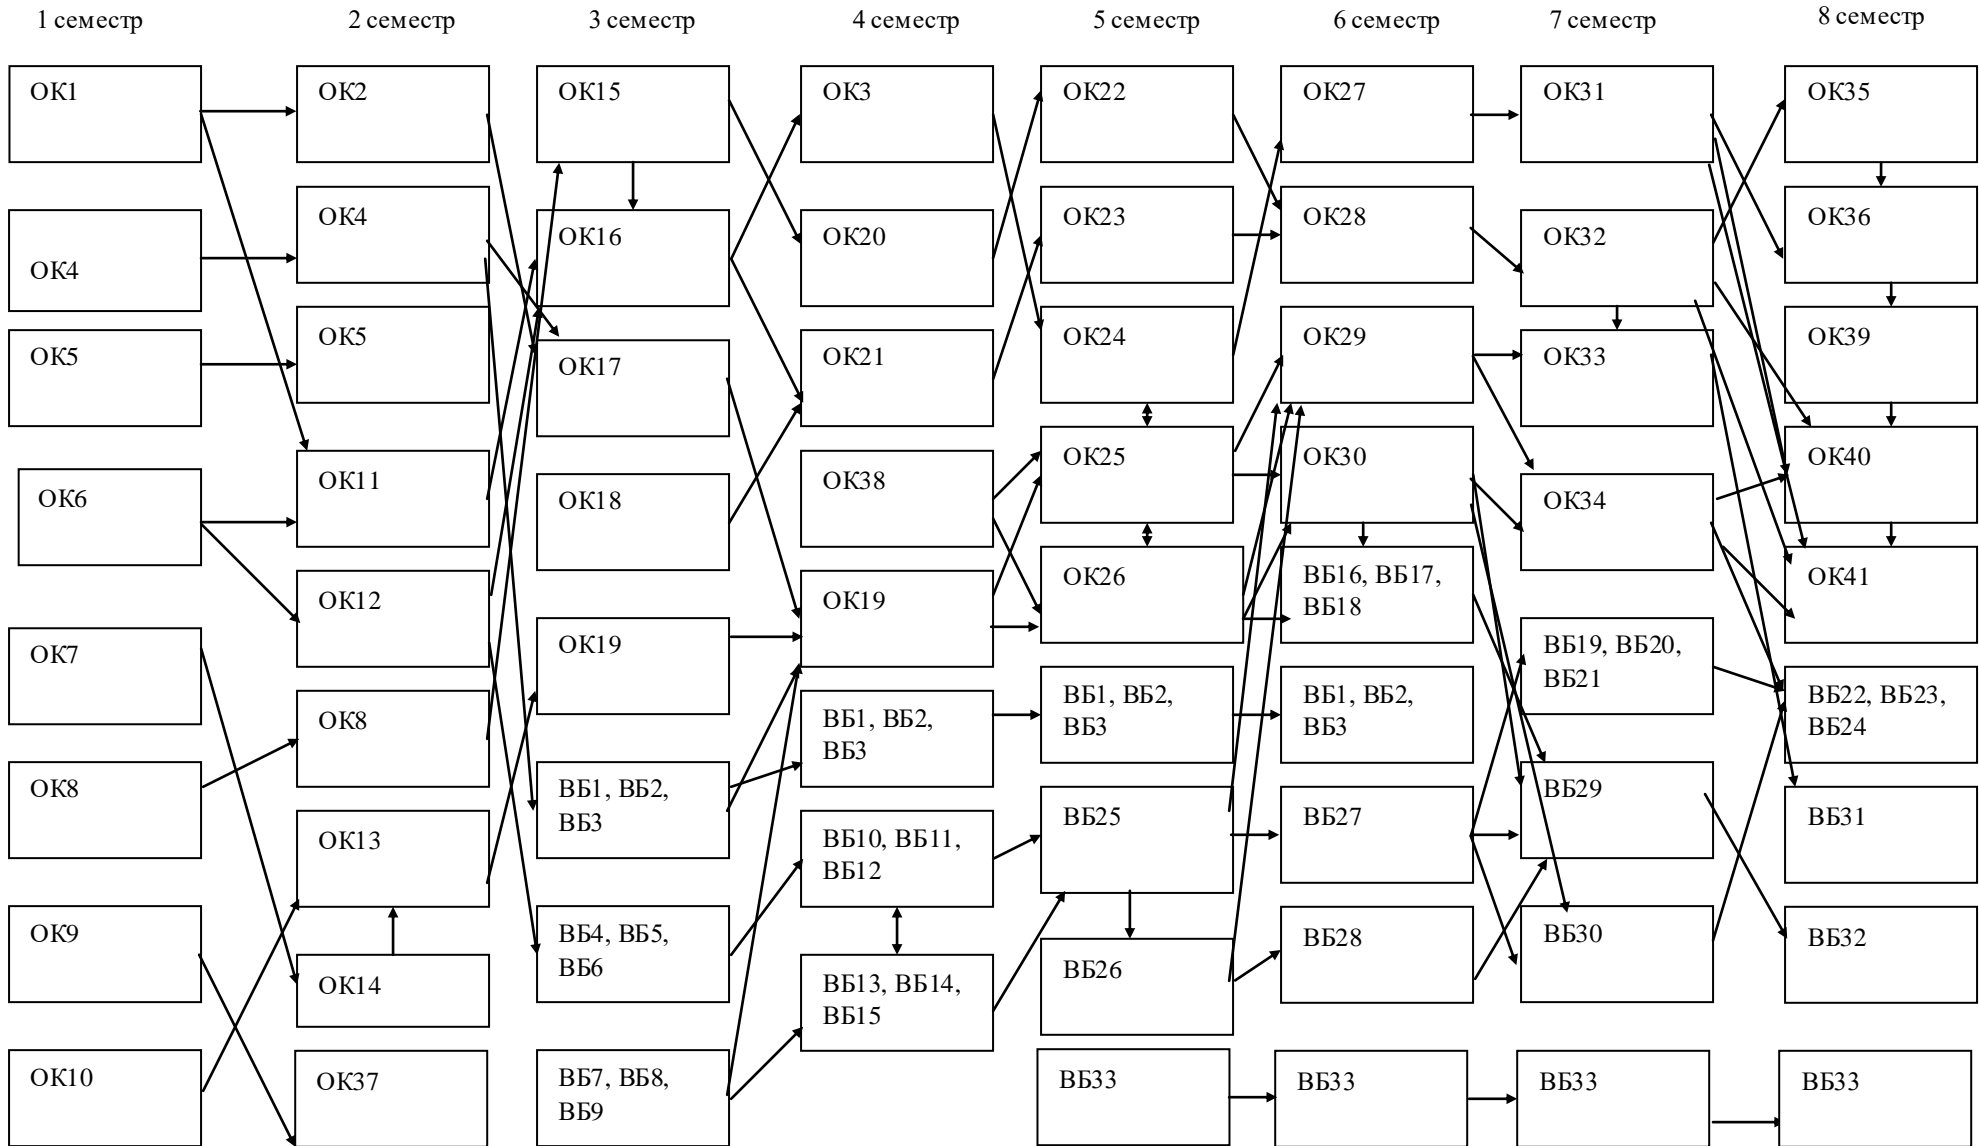 1 семестр
2 семестр
3 семестр
4 семестр
5 семестр
6 семестр
7 семестр
8 семестр
ОК1
ОК4
ОК5
ОК6
ОК7
ОК8
ОК9
ОК10
ОК2
ОК4
ОК5
ОК11
ОК12
ОК8
ОК13
ОК14
ОК37
ОК15
ОК16
ОК17
ОК18
ОК19
ВБ1, ВБ2,
ВБ3
ВБ4, ВБ5,
ВБ6
ВБ7, ВБ8,
ВБ9
ОК3
ОК20
ОК21
ОК38
ОК19
ВБ1, ВБ2,
ВБ3
ВБ10, ВБ11,
ВБ12
ВБ13, ВБ14,
ВБ15
ОК22
ОК23
ОК24
ОК25
ОК26
ВБ1, ВБ2,
ВБ3
ВБ25
ВБ26
ВБ33
ОК27
ОК28
ОК29
ОК30
ВБ16, ВБ17,
ВБ18
ВБ1, ВБ2,
ВБ3
ВБ27
ВБ28
ВБ33
ОК31
ОК32
ОК33
ОК34
ВБ19, ВБ20,
ВБ21
ВБ29
ВБ30
ВБ33
ОК35
ОК36
ОК39
ОК40
ОК41
ВБ22, ВБ23,
ВБ24
ВБ31
ВБ32
ВБ33